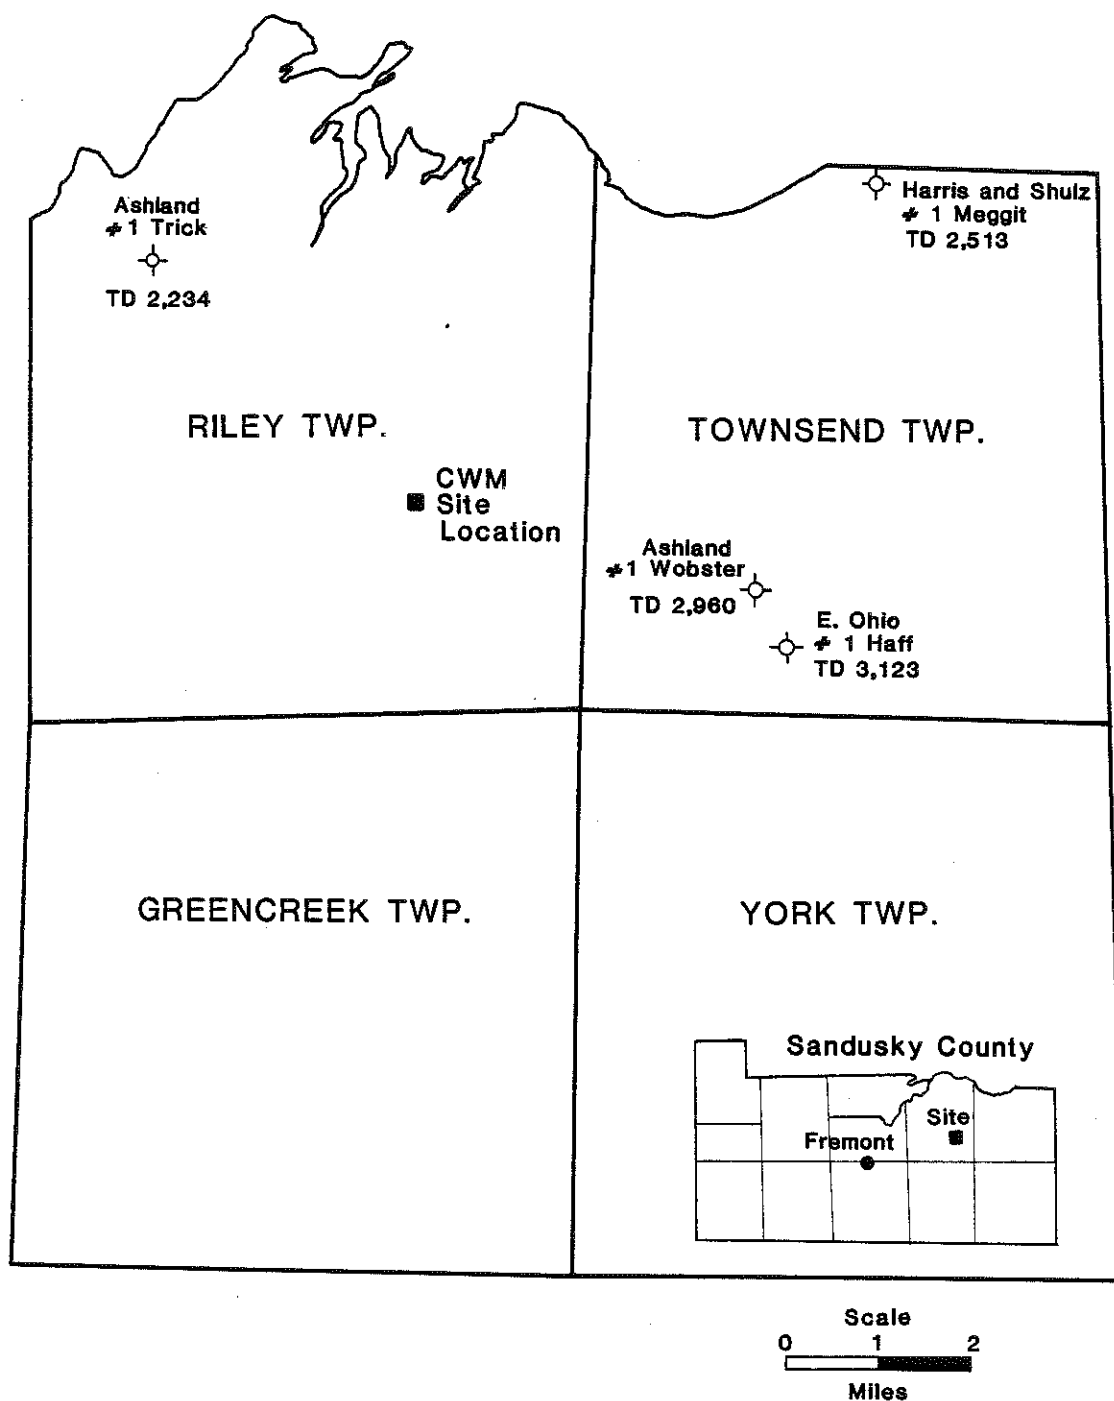 Ashland
# 1 Trick
TD 2,234
Harris and Shulz
# 1 Meggit
TD 2,513
RILEY TWP.
TOWNSEND TWP.
CWM
Site
Location
Ashland
#1 Wobster
TD 2,960
E. Ohio
# 1 Haff
TD 3,123
GREENCREEK TWP.
YORK TWP.
Sandusky County
Site
Fremont
Scale
0 1 2
Miles